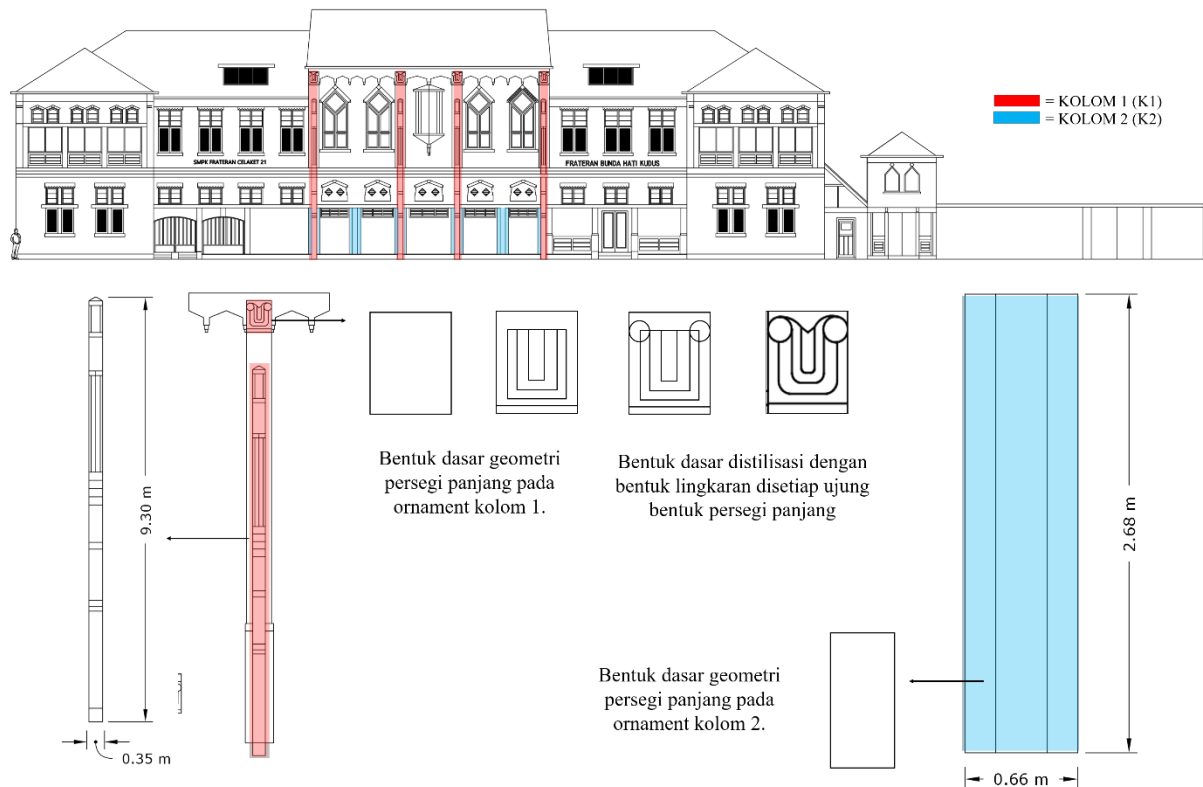 = KOLOM 1 (K1)
= KOLOM 2 (K2)
SMPK FRATERAN CELAKET 21
FRATERAN BUNDA HATI KUDUS
9.30 m
0.35 m
Bentuk dasar geometri
persegi panjang pada
ornament kolom 1.
Bentuk dasar distilisasi dengan
bentuk lingkaran disetiap ujung
bentuk persegi panjang
Bentuk dasar geometri
persegi panjang pada
ornament kolom 2.
2.68 m
0.66 m